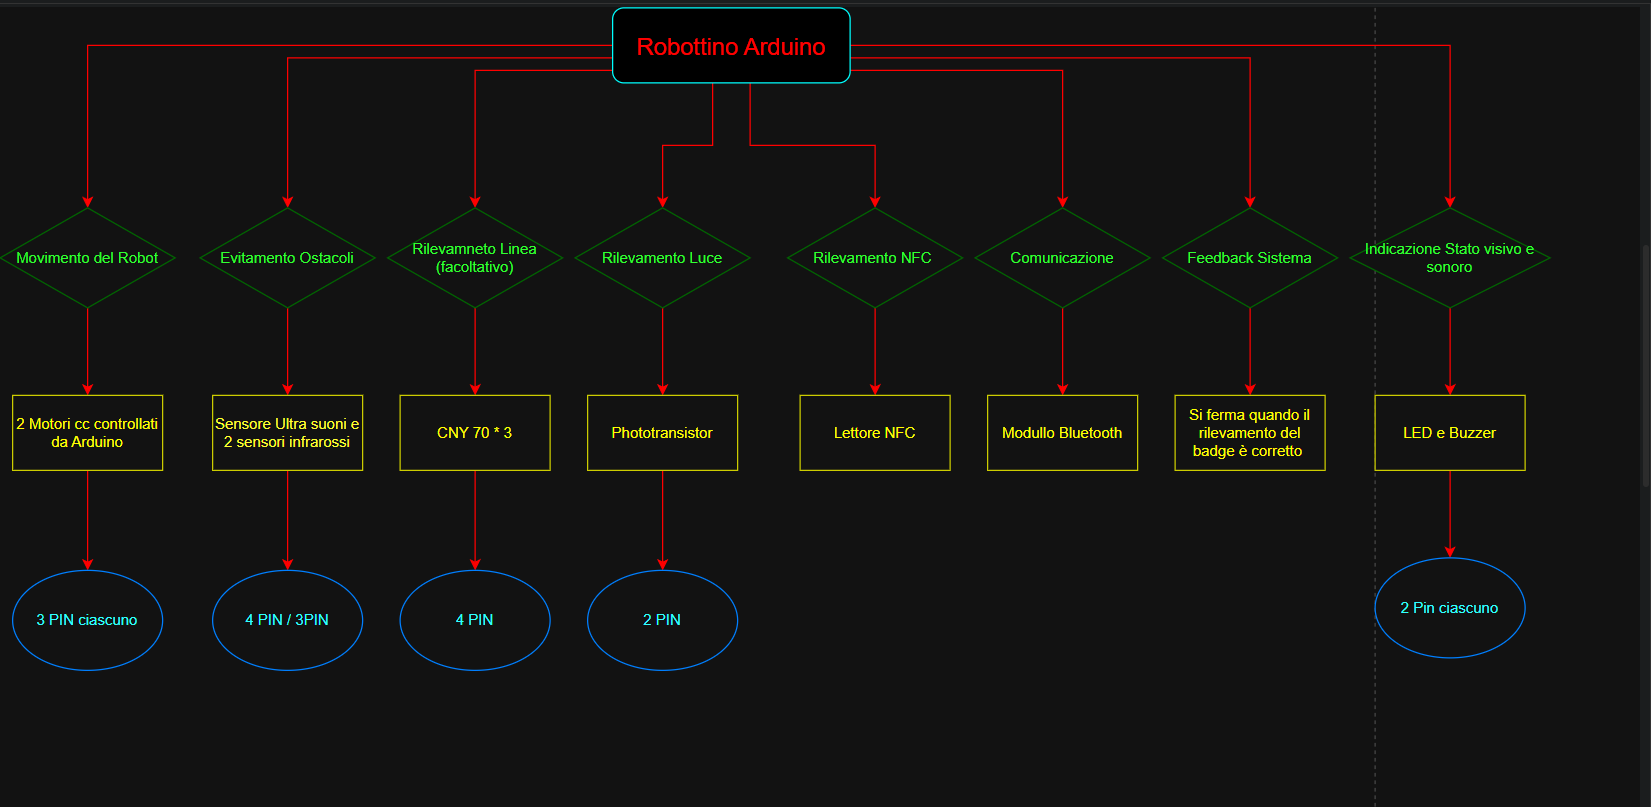 Robottino Arduino
Movimento del Robot
Evitamento Ostacoli
Rilevamneto Linea
(facoltativo)
Rilevamento Luce
Rilevamento NFC
Comunicazione
Feedback Sistema
Indicazione Stato visivo e
sonoro
2 Motori cc controllati
da Arduino
Sensore Ultra suoni e
2 sensori infrarossi
CNY 70 * 3
Phototransistor
Lettore NFC
Modullo Bluetooth
Si ferma quando il
rilevamento del
badge è corretto
LED e Buzzer
3 PIN ciascuno
4 PIN / 3PIN
4 PIN
2 PIN
2 Pin ciascuno